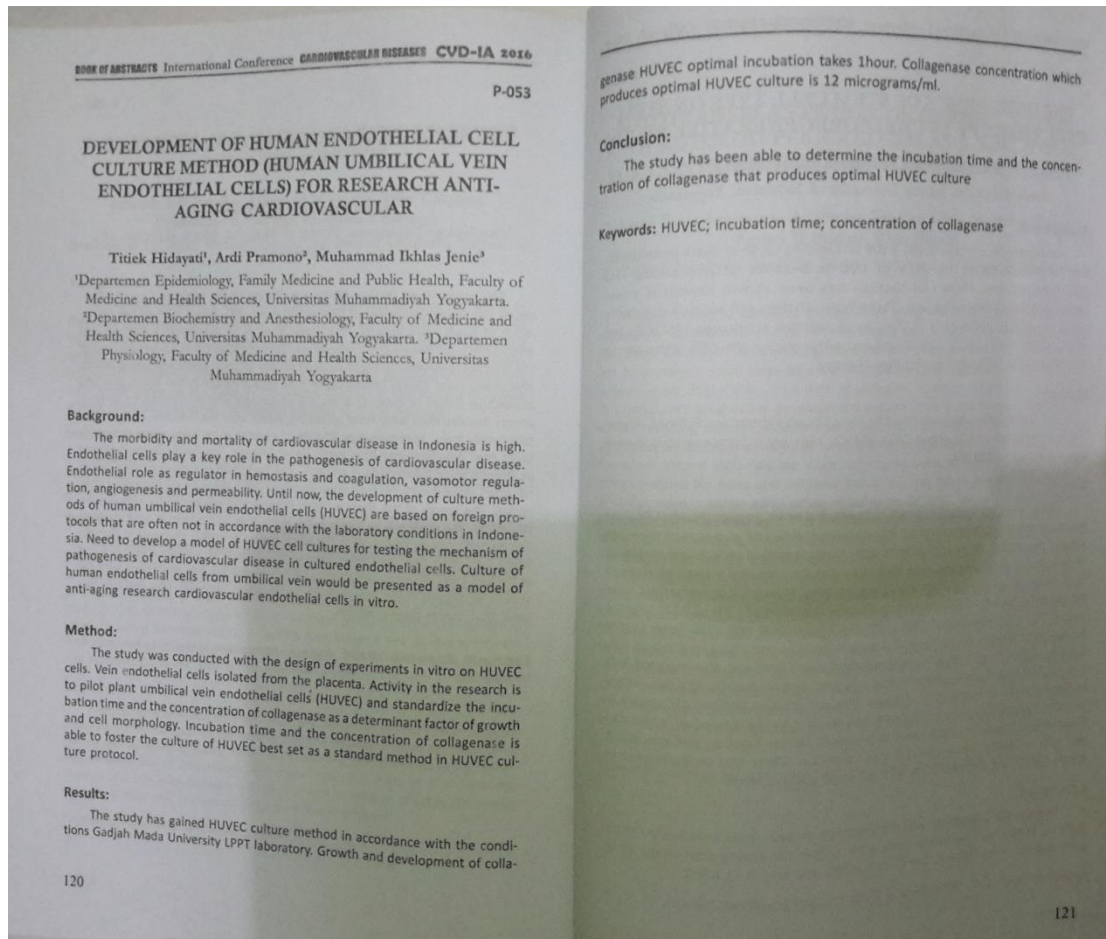 BOOK OF ABSTRACTS International Conference CARDIOVASCULAR DISEASES CVD-IA 2016
P-053
DEVELOPMENT OF HUMAN ENDOTHELIAL CELL
CULTURE METHOD (HUMAN UMBILICAL VEIN
ENDOTHELIAL CELLS) FOR RESEARCH ANTI-
AGING CARDIOVASCULAR
Titiek Hidayati¹, Ardi Pramono², Muhammad Ikhlas Jenie³
¹Departemen Epidemiology, Family Medicine and Public Health, Faculty of
Medicine and Health Sciences, Universitas Muhammadiyah Yogyakarta.
²Departemen Biochemistry and Anesthesiology, Faculty of Medicine and
Health Sciences, Universitas Muhammadiyah Yogyakarta. ³Departemen
Physiology, Faculty of Medicine and Health Sciences, Universitas
Muhammadiyah Yogyakarta
Background:
The morbidity and mortality of cardiovascular disease in Indonesia is high.
Endothelial cells play a key role in the pathogenesis of cardiovascular disease.
Endothelial role as regulator in hemostasis and coagulation, vasomotor regula-
tion, angiogenesis and permeability. Until now, the development of culture meth-
ods of human umbilical vein endothelial cells (HUVEC) are based on foreign pro-
tocols that are often not in accordance with the laboratory conditions in Indone-
sia. Need to develop a model of HUVEC cell cultures for testing the mechanism of
pathogenesis of cardiovascular disease in cultured endothelial cells. Culture of
human endothelial cells from umbilical vein would be presented as a model of
anti-aging research cardiovascular endothelial cells in vitro.
Method:
The study was conducted with the design of experiments in vitro on HUVEC
cells. Vein endothelial cells isolated from the placenta. Activity in the research is
to pilot plant umbilical vein endothelial cells (HUVEC) and standardize the incu-
bation time and the concentration of collagenase as a determinant factor of growth
and cell morphology. Incubation time and the concentration of collagenase is
able to foster the culture of HUVEC best set as a standard method in HUVEC cul-
ture protocol.
Results:
The study has gained HUVEC culture method in accordance with the condi-
tions Gadjah Mada University LPPT laboratory. Growth and development of colla-
120
genase HUVEC optimal incubation takes 1hour. Collagenase concentration which
produces optimal HUVEC culture is 12 micrograms/ml.
Conclusion:
The study has been able to determine the incubation time and the concen-
tration of collagenase that produces optimal HUVEC culture
Keywords: HUVEC; incubation time; concentration of collagenase
121